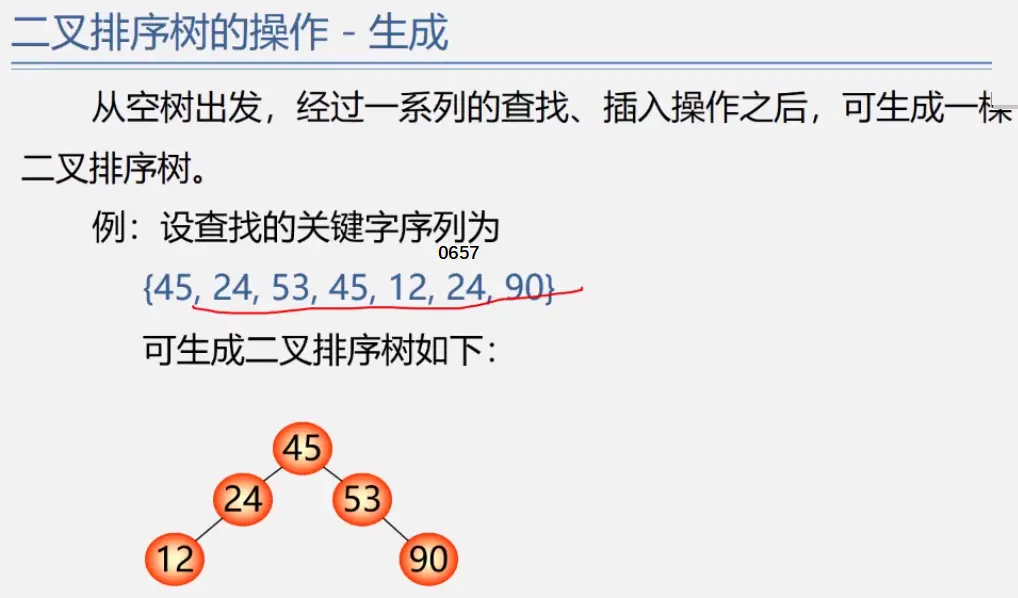 二叉排序树的操作 - 生成
从空树出发，经过一系列的查找、插入操作之后，可生成一棵
二叉排序树。
例：设查找的关键字序列为
0657
{45, 24, 53, 45, 12, 24, 90}
可生成二叉排序树如下：
45
24 53
12 90